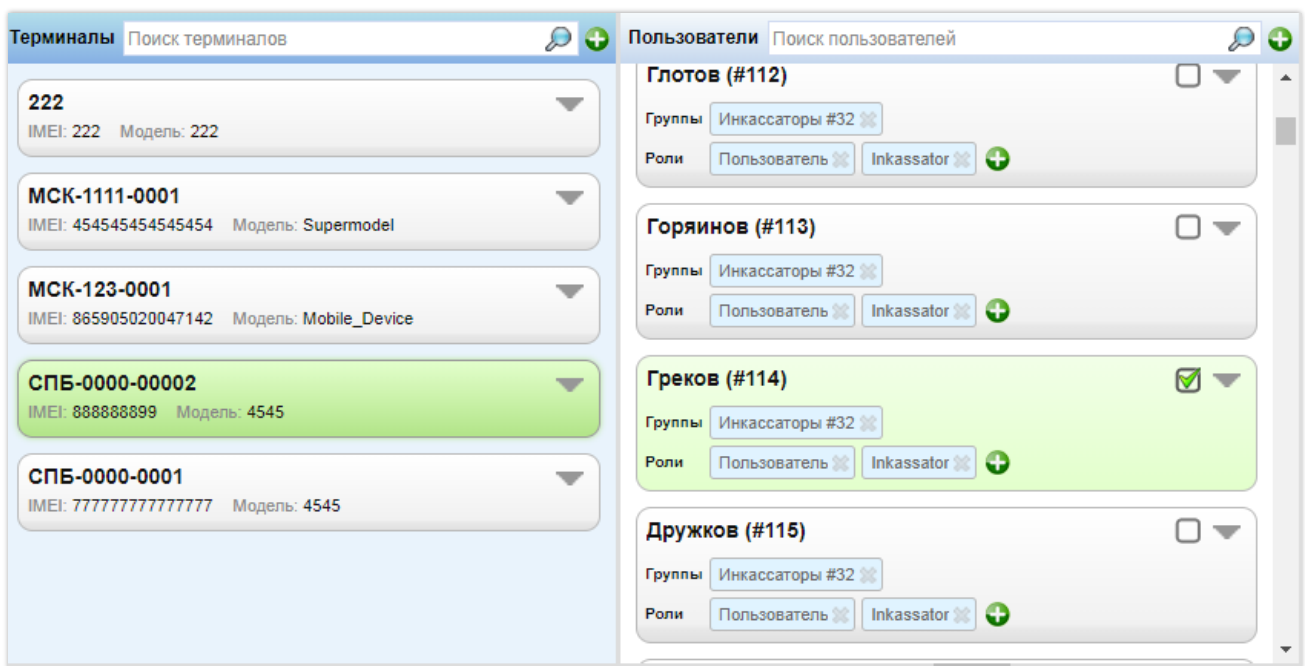 Терминалы Поиск терминалов
222
IMEI: 222 Модель: 222
МСК-1111-0001
IMEI: 454545454545454 Модель: Supermodel
МСК-123-0001
IMEI: 865905020047142 Модель: Mobile_Device
СПБ-0000-00002
IMEI: 888888899 Модель: 4545
СПБ-0000-0001
IMEI: 777777777777777 Модель: 4545
Пользователи Поиск пользователей
Глотов (#112)
Группы Инкассаторы #32
Роли Пользователь Inkassator
Горяинов (#113)
Группы Инкассаторы #32
Роли Пользователь Inkassator
Греков (#114)
Группы Инкассаторы #32
Роли Пользователь Inkassator
Дружков (#115)
Группы Инкассаторы #32
Роли Пользователь Inkassator